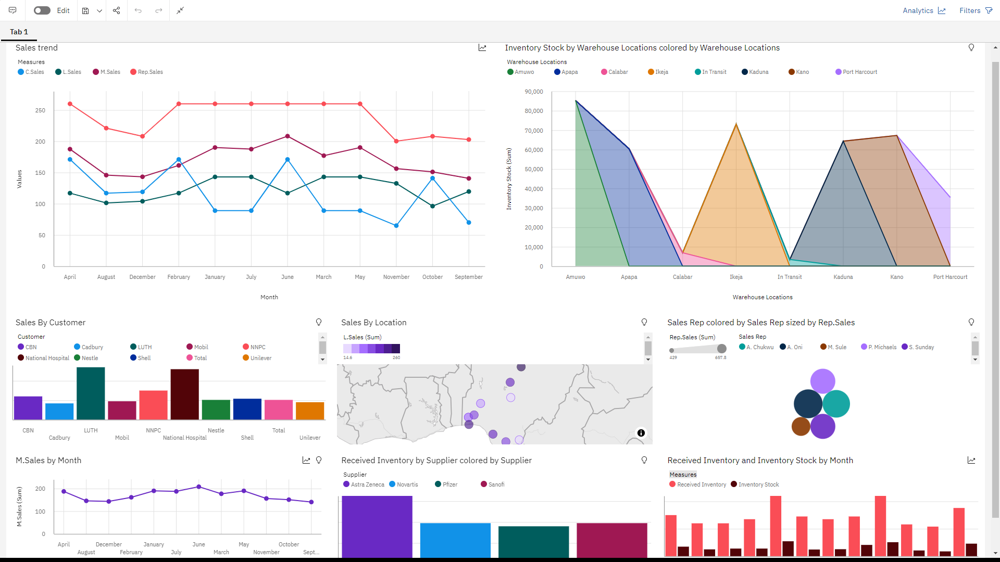 Edit
Analytics
Filters
Tab 1
Sales trend
Measures
C.Sales L.Sales M.Sales Rep.Sales
Values
250
200
150
100
50
0
April August December February January July June March May November October September
Month
Inventory Stock by Warehouse Locations colored by Warehouse Locations
Warehouse Locations
Amuwo Apapa Calabar Ikeja In Transit Kaduna Kano Port Harcourt
Inventory Stock (Sum)
90,000
80,000
70,000
60,000
50,000
40,000
30,000
20,000
10,000
0
Amuwo Apapa Calabar Ikeja In Transit Kaduna Kano Port Harcourt
Warehouse Locations
Sales By Customer
Customer
CBN Cadbury LUTH Mobil NNPC
National Hospital Nestle Shell Total Unilever
CBN LUTH NNPC Nestle Total
Cadbury Mobil National Hospital Shell Unilever
Sales By Location
L.Sales (Sum)
14.6 260
Sales Rep colored by Sales Rep sized by Rep.Sales
Rep.Sales (Sum)
429 657.8
Sales Rep
A. Chukwu A. Oni M. Sule P. Michaels S. Sunday
M.Sales by Month
M.Sales (Sum)
200
100
0
April December January June May October
August February July March November Sept...
Received Inventory by Supplier colored by Supplier
Supplier
Astra Zeneca Novartis Pfizer Sanofi
Received Inventory and Inventory Stock by Month
Measures
Received Inventory Inventory Stock